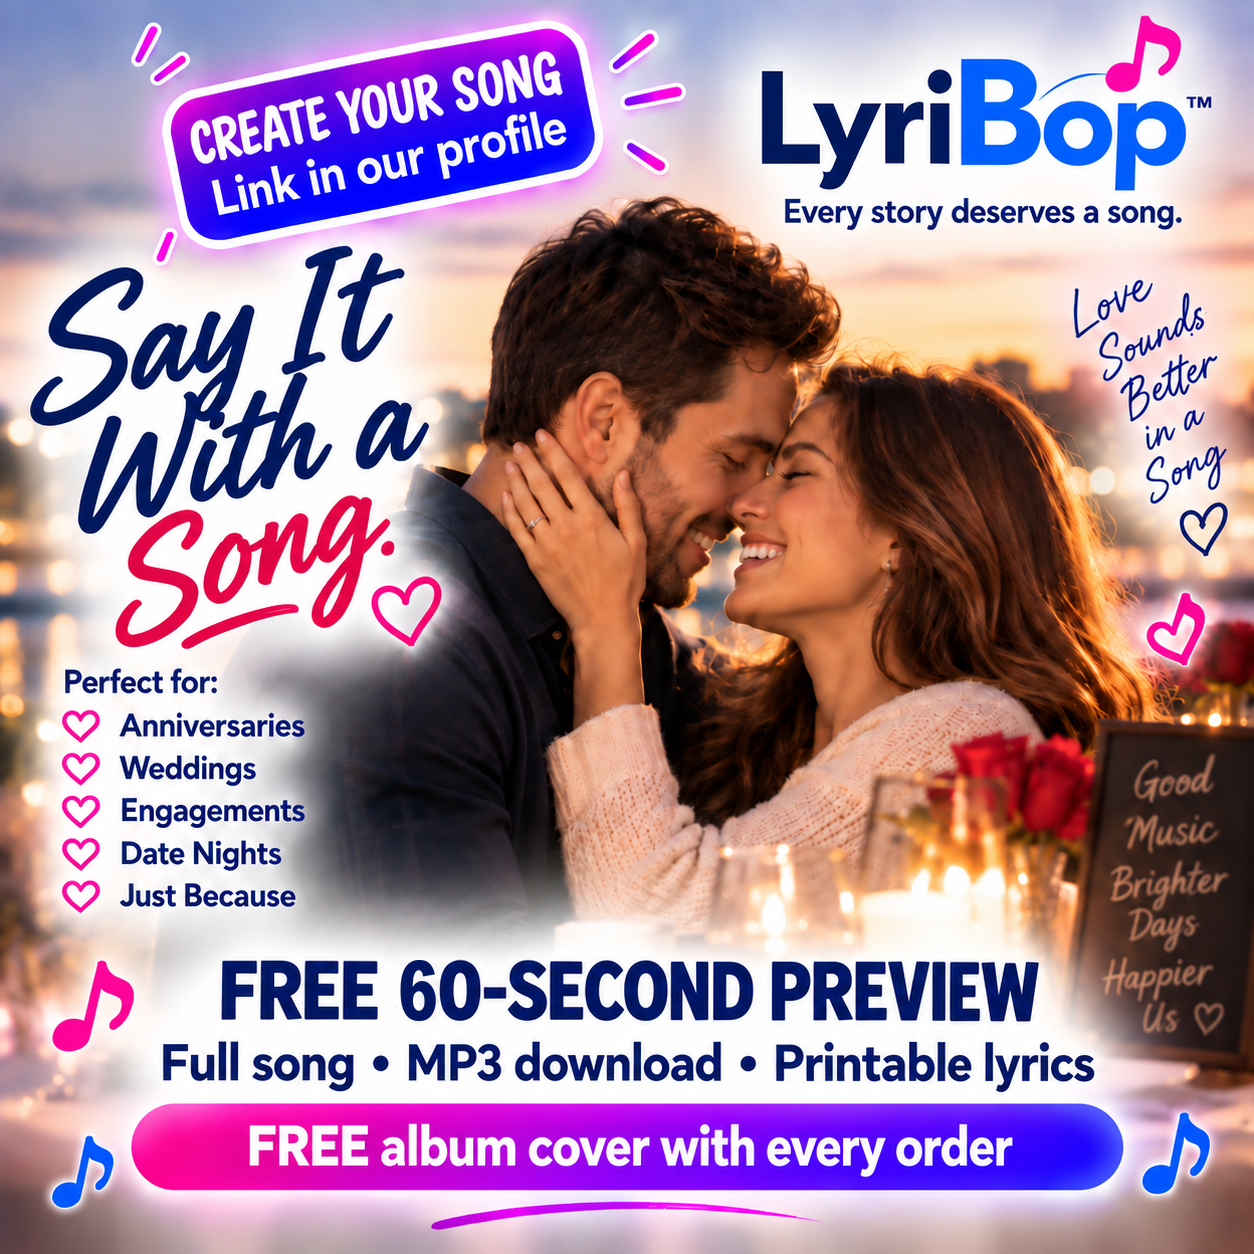 CREATE YOUR SONG
Link in our profile
LyriBop™
Every story deserves a song.
Say It
With a
Song.
Love
Sounds
Better
in a
Song
Perfect for:
Anniversaries
Weddings
Engagements
Date Nights
Just Because
Good
Music
Brighter
Days
Happier
Us
FREE 60-SECOND PREVIEW
Full song • MP3 download • Printable lyrics
FREE album cover with every order